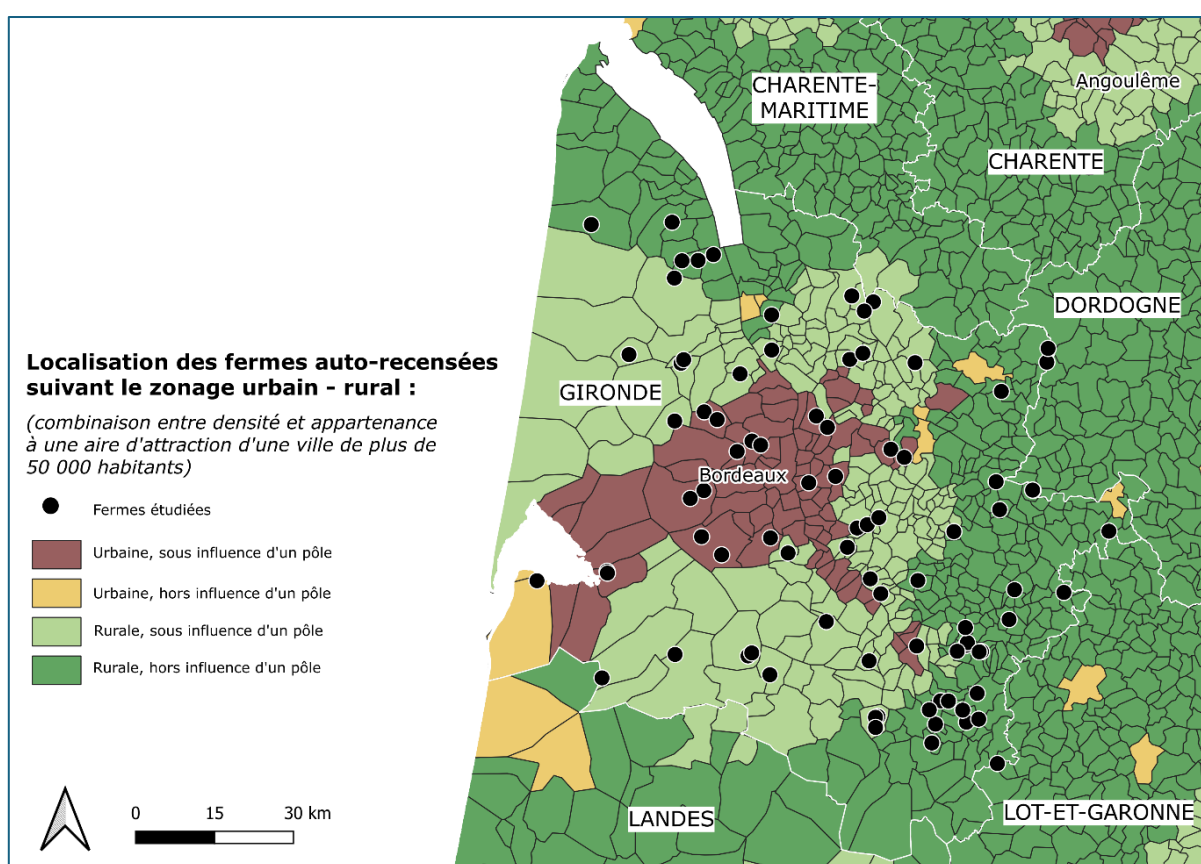 CHARENTE-
MARITIME
Angoulême
CHARENTE
DORDOGNE
Localisation des fermes auto-recensées
suivant le zonage urbain - rural :
(combinaison entre densité et appartenance
à une aire d'attraction d'une ville de plus de
50 000 habitants)
GIRONDE
Bordeaux
Fermes étudiées
Urbaine, sous influence d'un pôle
Urbaine, hors influence d'un pôle
Rurale, sous influence d'un pôle
Rurale, hors influence d'un pôle
0 15 30 km
LANDES
LOT-ET-GARONNE